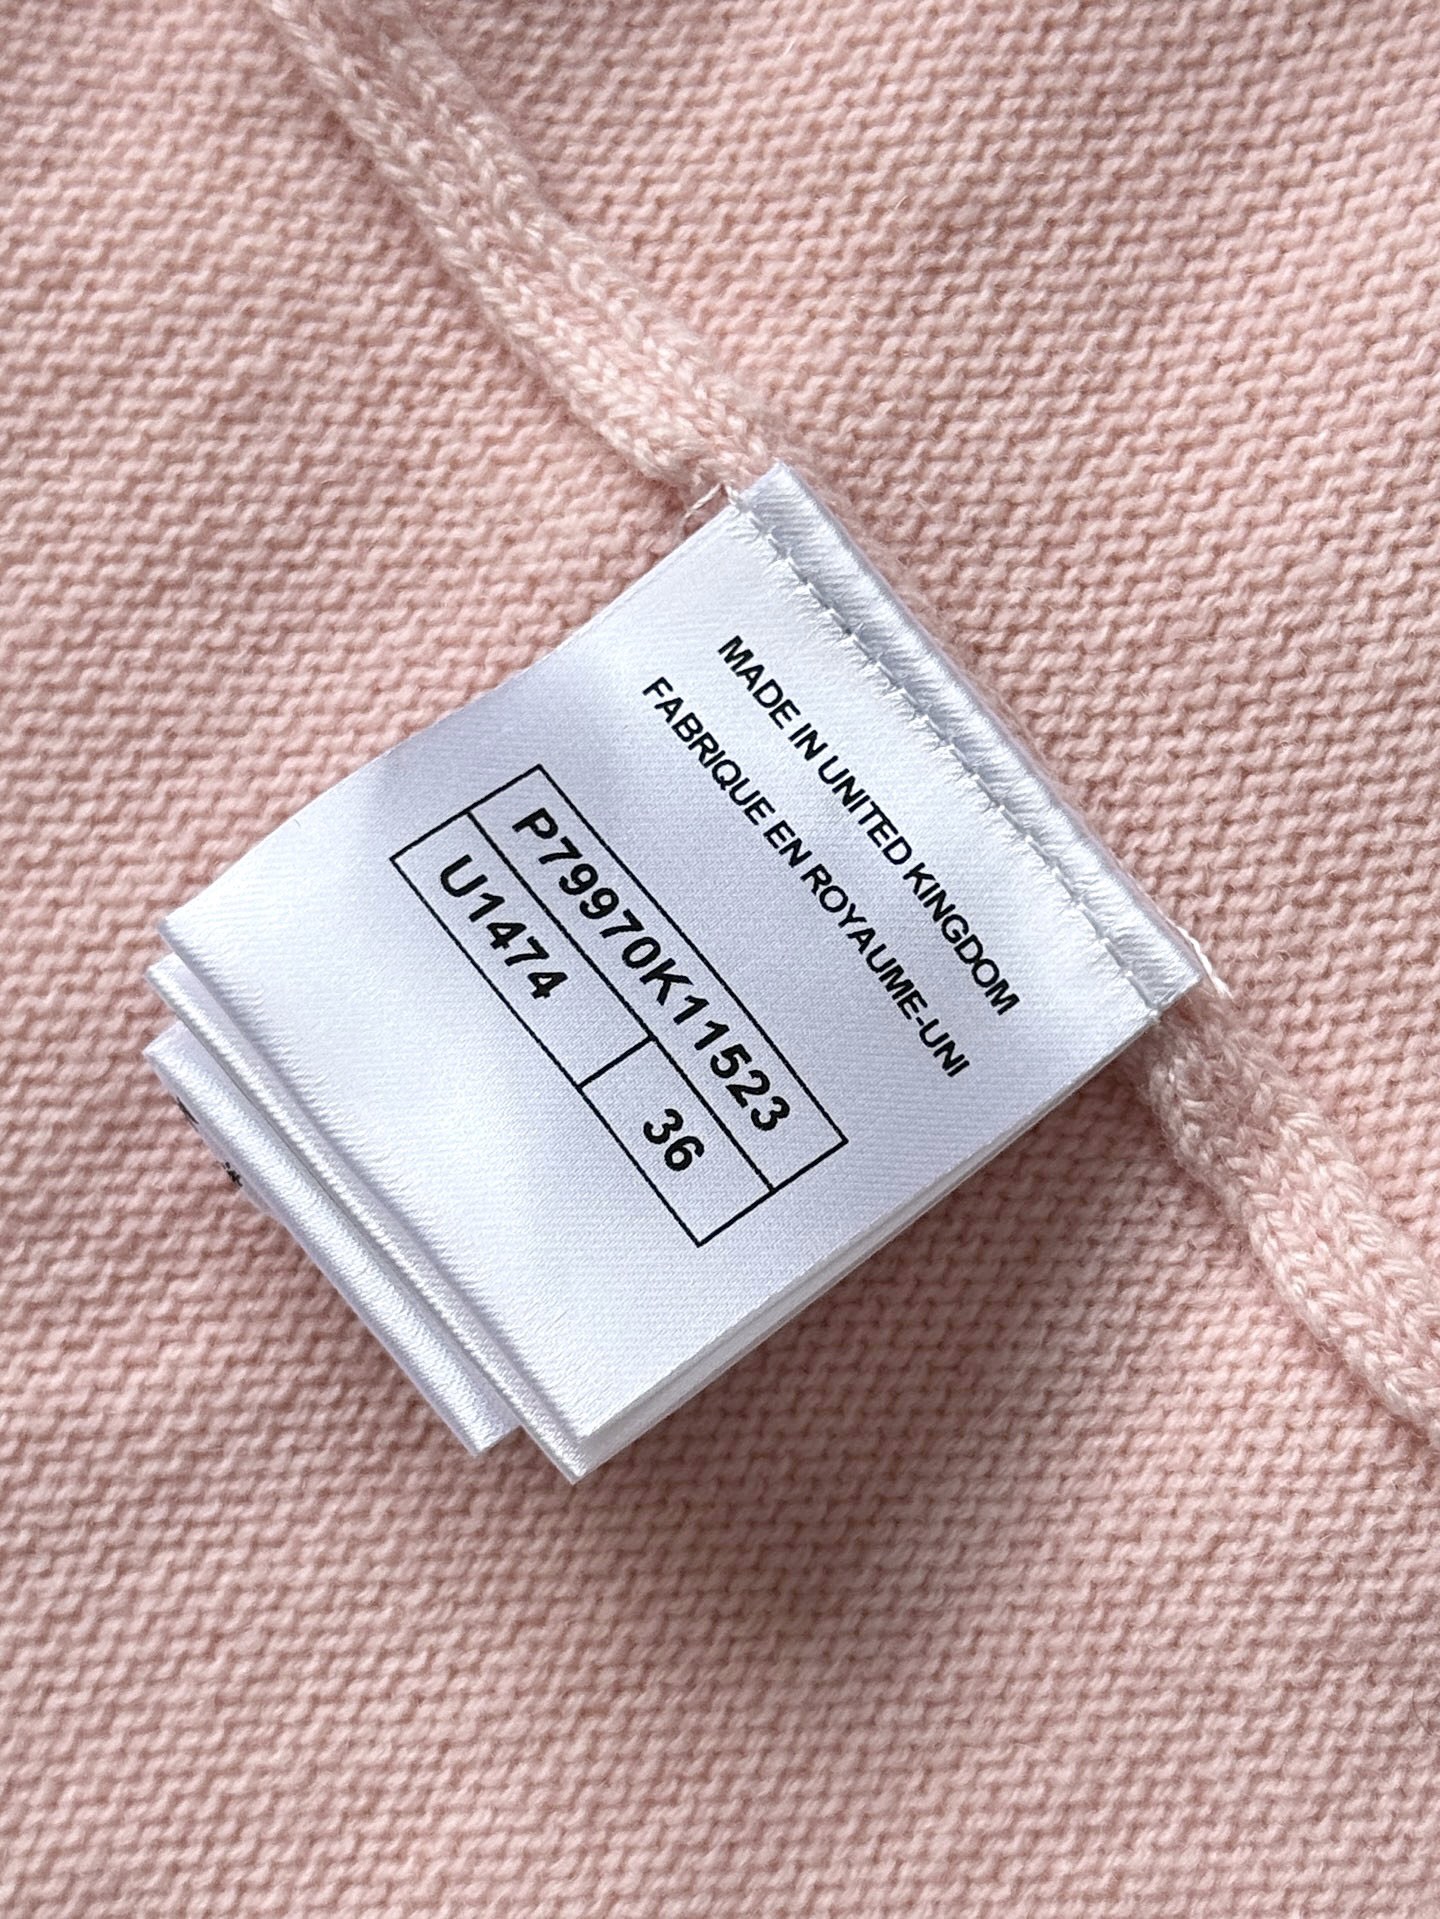 MADE IN UNITED KINGDOM
FABRIQUE EN ROYAUME-UNI
P79970K11523
U1474 36